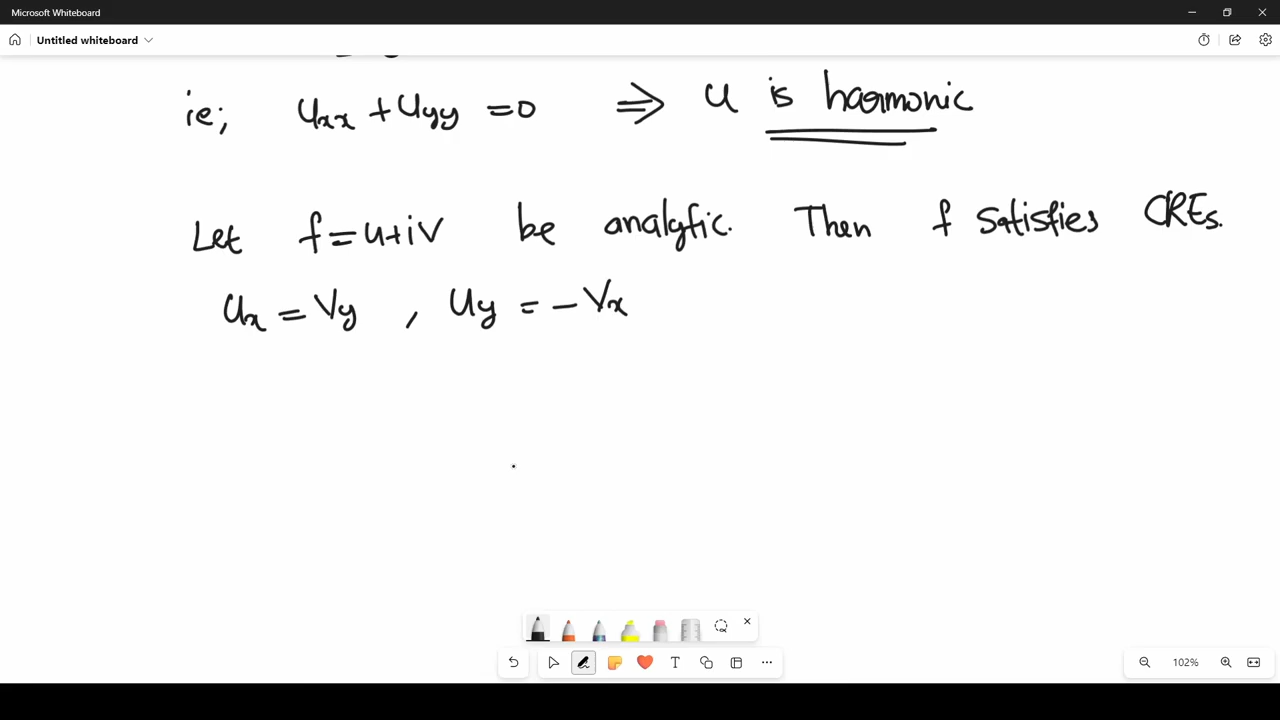 Microsoft Whiteboard
Untitled whiteboard
ie; uxx + uyy = 0 ⇒ u is harmonic
Let f = u+iv be analytic. Then f satisfies CREs.
ux = vy , uy = -vx
T
102%